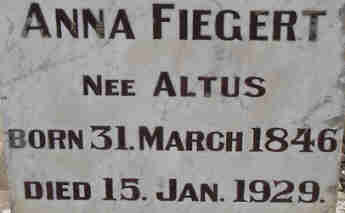 ANNA FIEGERT
NEE ALTUS
BORN 31. MARCH 1846
DIED 15. JAN. 1929.